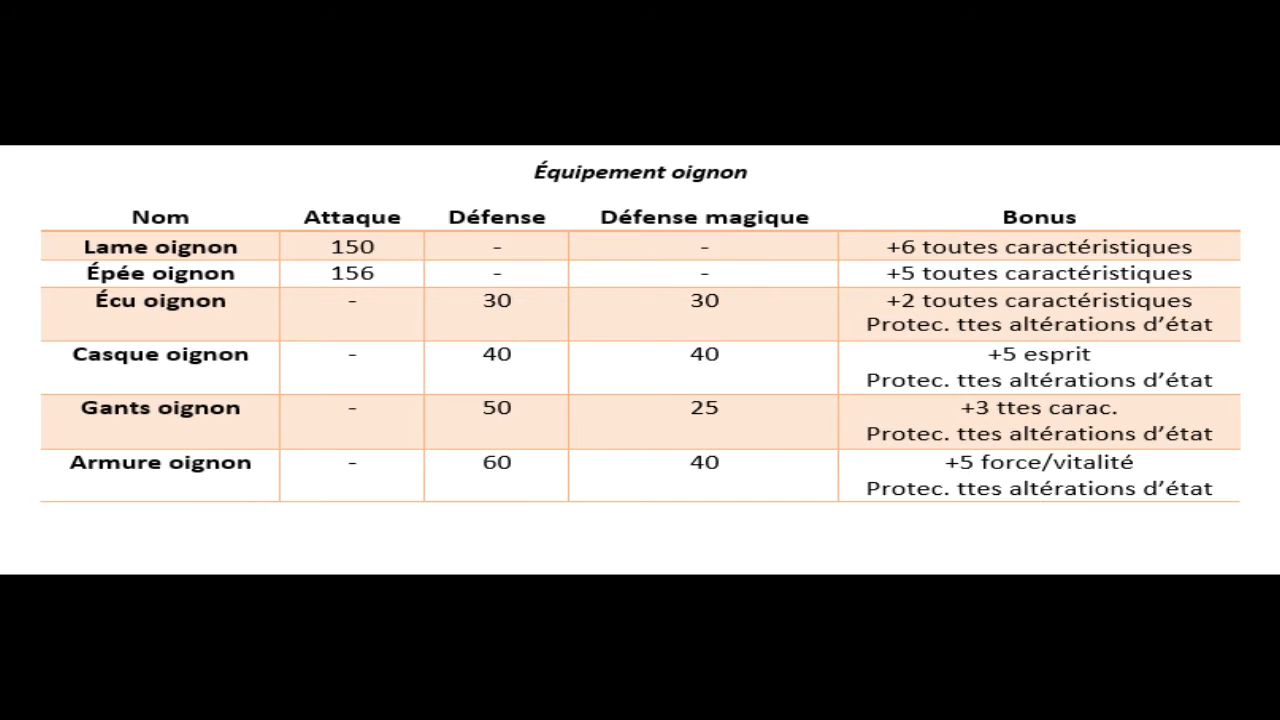 Équipement oignon
Nom Attaque Défense Défense magique Bonus
Lame oignon 150 - - +6 toutes caractéristiques
Épée oignon 156 - - +5 toutes caractéristiques
Écu oignon - 30 30 +2 toutes caractéristiques
Protec. ttes altérations d’état
Casque oignon - 40 40 +5 esprit
Protec. ttes altérations d’état
Gants oignon - 50 25 +3 ttes carac.
Protec. ttes altérations d’état
Armure oignon - 60 40 +5 force/vitalité
Protec. ttes altérations d’état